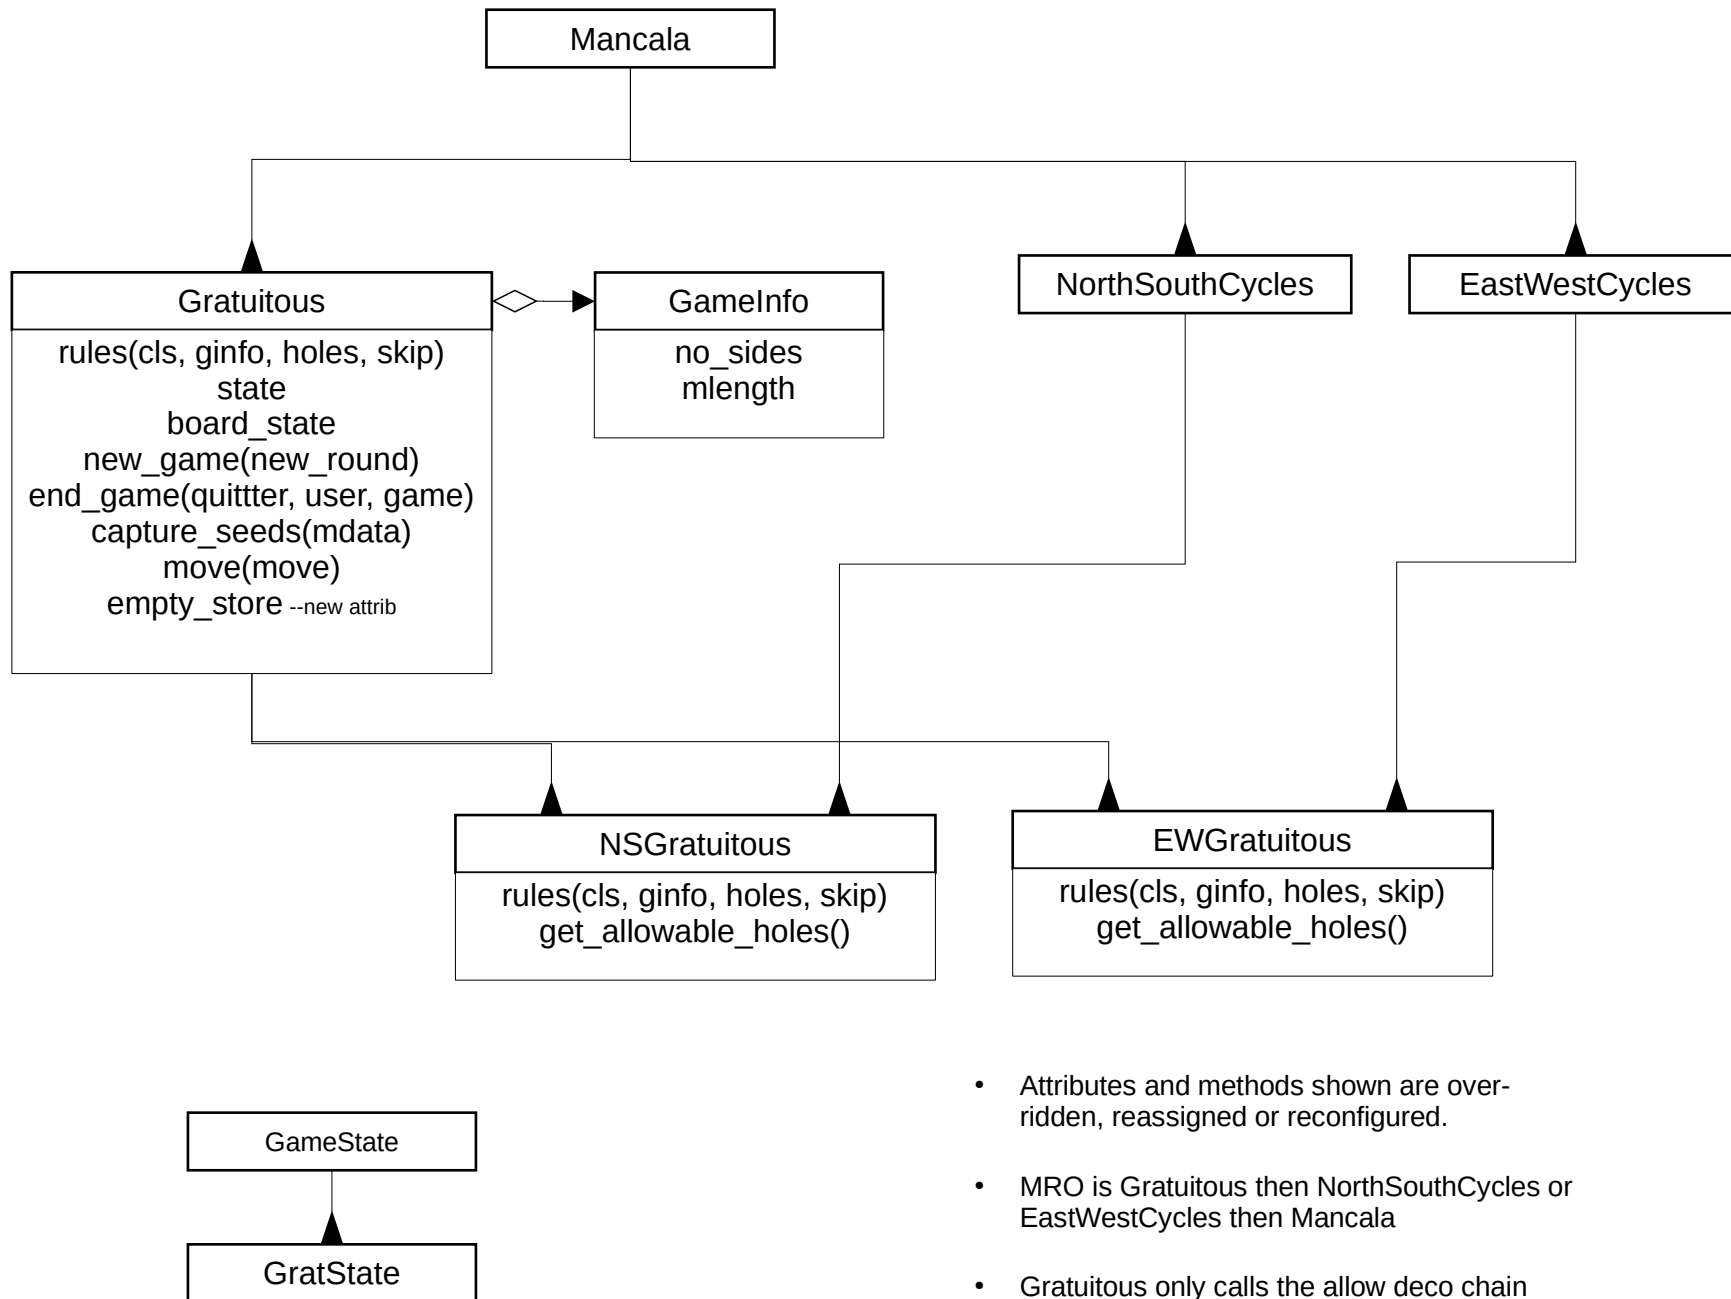 Mancala
Gratuitous
rules(cls, ginfo, holes, skip)
state
board_state
new_game(new_round)
end_game(quittter, user, game)
capture_seeds(mdata)
move(move)
empty_store --new attrib
GameInfo
no_sides
mlength
NorthSouthCycles
EastWestCycles
NSGratuitous
rules(cls, ginfo, holes, skip)
get_allowable_holes()
EWGratuitous
rules(cls, ginfo, holes, skip)
get_allowable_holes()
GameState
GratState
• Attributes and methods shown are over-
ridden, reassigned or reconfigured.
• MRO is Gratuitous then NorthSouthCycles or
EastWestCycles then Mancala
• Gratuitous only calls the allow deco chain